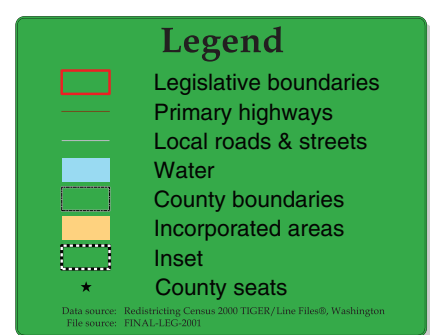 Legend
Legislative boundaries
Primary highways
Local roads & streets
Water
County boundaries
Incorporated areas
Inset
County seats
Data source: Redistricting Census 2000 TIGER/Line Files®, Washington
File source: FINAL-LEG-2001